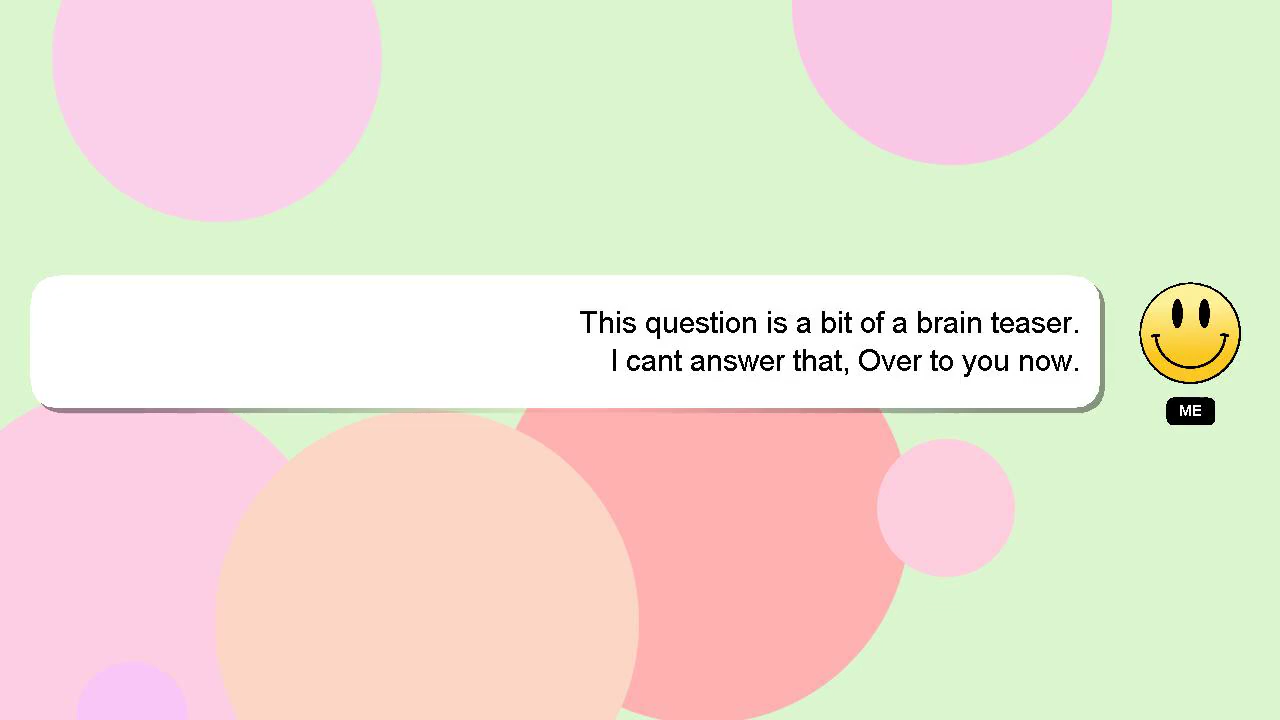 This question is a bit of a brain teaser.
I cant answer that, Over to you now.
ME